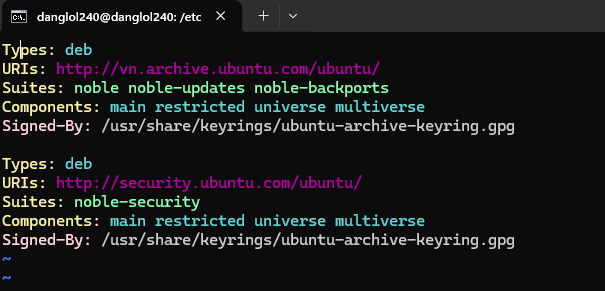 danglol240@danglol240: /etc
Types: deb
URIs: http://vn.archive.ubuntu.com/ubuntu/
Suites: noble noble-updates noble-backports
Components: main restricted universe multiverse
Signed-By: /usr/share/keyrings/ubuntu-archive-keyring.gpg
Types: deb
URIs: http://security.ubuntu.com/ubuntu/
Suites: noble-security
Components: main restricted universe multiverse
Signed-By: /usr/share/keyrings/ubuntu-archive-keyring.gpg
~
~